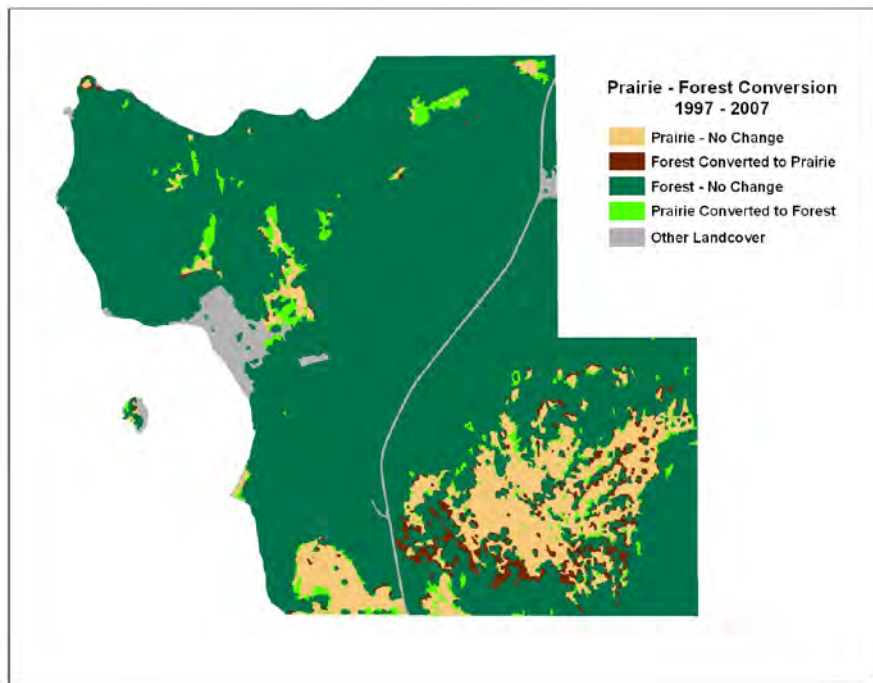 Prairie - Forest Conversion
1997 - 2007
Prairie - No Change
Forest Converted to Prairie
Forest - No Change
Prairie Converted to Forest
Other Landcover